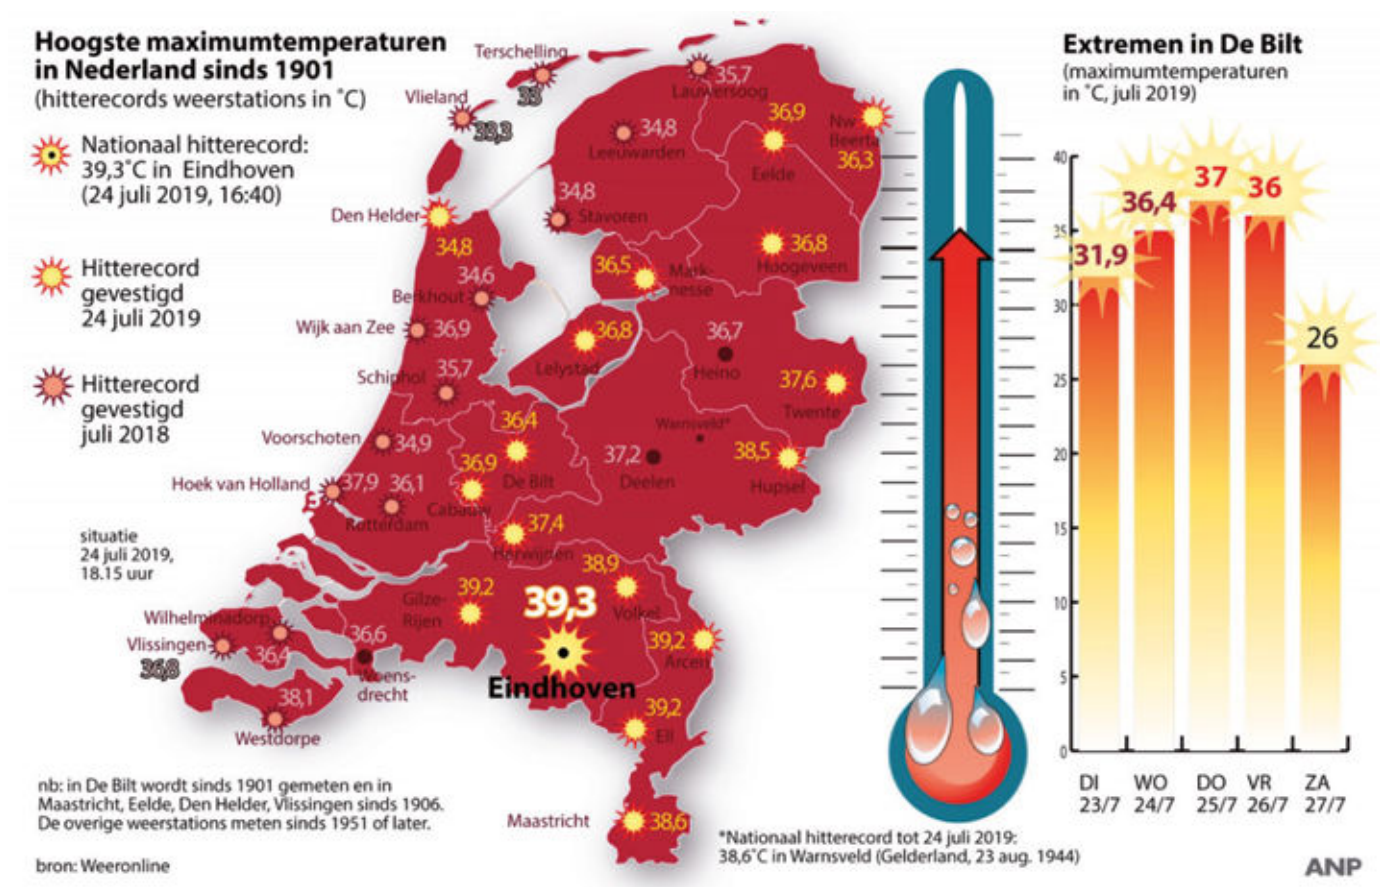 Hoogste maximumtemperaturen
in Nederland sinds 1901
(hitterecords weerstations in ˚C)
Nationaal hitterecord:
39,3˚C in Eindhoven
(24 juli 2019, 16:40)
Hitterecord
gevestigd
24 juli 2019
Hitterecord
gevestigd
juli 2018
situatie
24 juli 2019,
18.15 uur
Terschelling
33
Vlieland
33,3
35,7
Lauwersoog
34,8
Leeuwarden
36,9
Eelde
Nw
Beerta
36,3
Den Helder
34,8
34,8
Stavoren
36,8
Hoogeveen
36,5
Mark-
nesse
34,6
Berkhout
Wijk aan Zee
36,9
36,8
Lelystad
36,7
Heino
35,7
Schiphol
37,6
Twente
Voorschoten
34,9
36,4
De Bilt
Warnsveld*
37,2
Deelen
38,5
Hupsel
Hoek van Holland
37,9
36,1
Rotterdam
36,9
Cabauw
37,4
Herwijnen
38,9
Volkel
39,2
Gilze-
Rijen
39,3
Eindhoven
39,2
Arcen
Wilhelminadorp
36,4
Vlissingen
36,8
36,6
Woens-
drecht
38,1
Westdorpe
39,2
Ell
Maastricht
38,6
nb: in De Bilt wordt sinds 1901 gemeten en in
Maastricht, Eelde, Den Helder, Vlissingen sinds 1906.
De overige weerstations meten sinds 1951 of later.
bron: Weeronline
*Nationaal hitterecord tot 24 juli 2019:
38,6˚C in Warnsveld (Gelderland, 23 aug. 1944)
Extremen in De Bilt
(maximumtemperaturen
in ˚C, juli 2019)
40
35
30
25
20
15
10
5
0
31,9
36,4
37
36
26
DI
23/7
WO
24/7
DO
25/7
VR
26/7
ZA
27/7
ANP